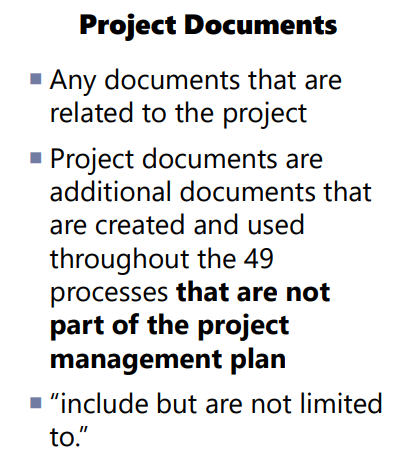 Project Documents
Any documents that are
related to the project
Project documents are
additional documents that
are created and used
throughout the 49
processes that are not
part of the project
management plan
“include but are not limited
to.”